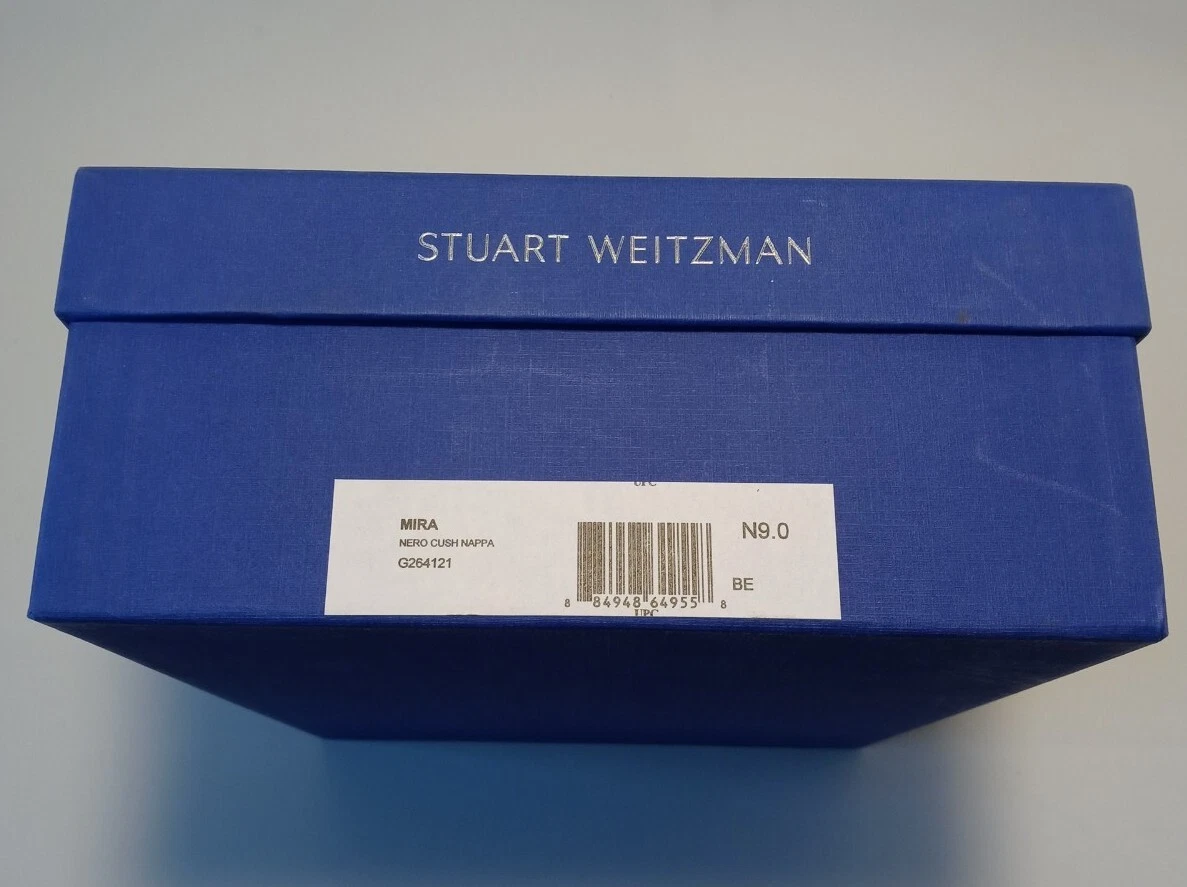 STUART WEITZMAN
UPC
MIRA
NERO CUSH NAPPA
G264121
N9.0
BE
8 84948 64955 8
UPC